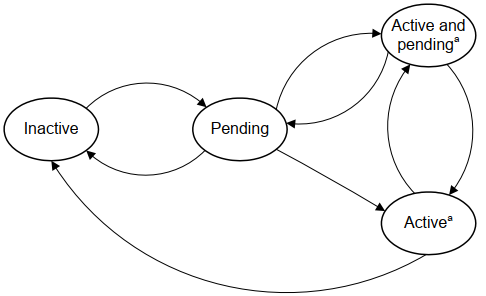 Active and
pendingª
Inactive
Pending
Activeª